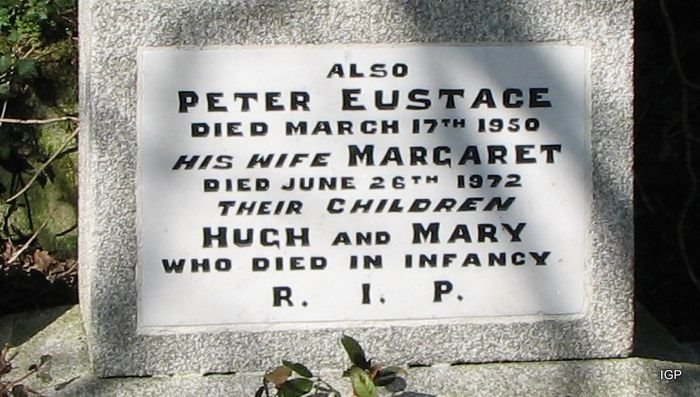 ALSO
PETER EUSTACE
DIED MARCH 17TH 1950
HIS WIFE MARGARET
DIED JUNE 26TH 1972
THEIR CHILDREN
HUGH AND MARY
WHO DIED IN INFANCY
R. I. P.
IGP